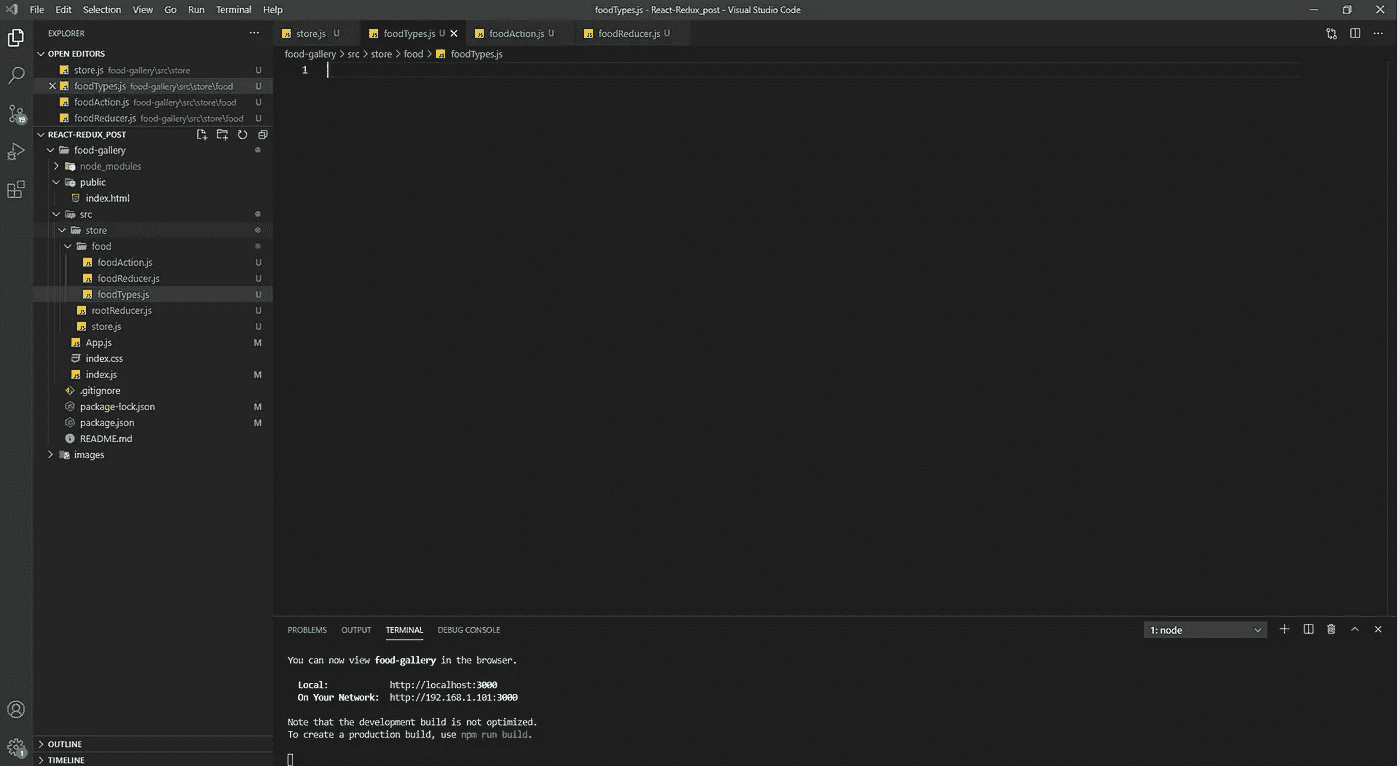 File Edit Selection View Go Run Terminal Help foodTypes.js - React-Redux_post - Visual Studio Code
EXPLORER
OPEN EDITORS
store.js food-gallery\src\store U
foodTypes.js food-gallery\src\store\food U
foodAction.js food-gallery\src\store\food U
foodReducer.js food-gallery\src\store\food U
REACT-REDUX_POST
food-gallery
node_modules
public
index.html
src
store
food
foodAction.js U
foodReducer.js U
foodTypes.js U
rootReducer.js U
store.js U
App.js M
index.css
index.js M
.gitignore
package-lock.json M
package.json M
README.md
images
OUTLINE
TIMELINE
19
1
store.js U foodTypes.js U foodAction.js U foodReducer.js U
food-gallery > src > store > food > foodTypes.js
1
PROBLEMS OUTPUT TERMINAL DEBUG CONSOLE 1: node
You can now view food-gallery in the browser.
Local: http://localhost:3000
On Your Network: http://192.168.1.101:3000
Note that the development build is not optimized.
To create a production build, use npm run build.